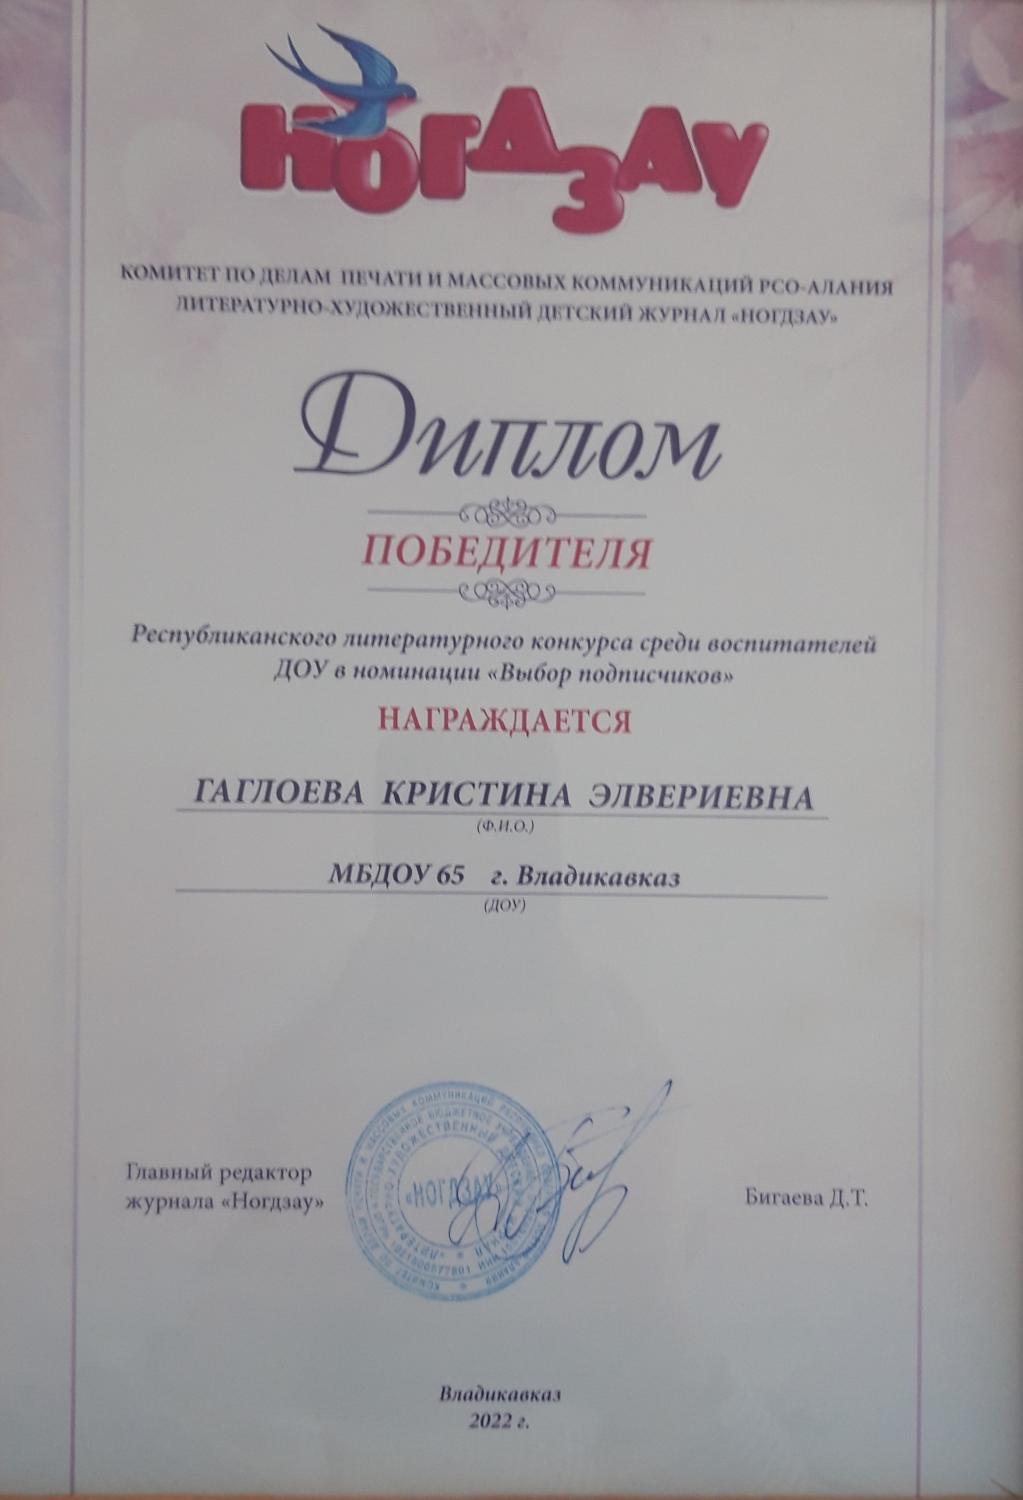 НОГДЗАУ
КОМИТЕТ ПО ДЕЛАМ ПЕЧАТИ И МАССОВЫХ КОММУНИКАЦИЙ РСО-АЛАНИЯ
ЛИТЕРАТУРНО-ХУДОЖЕСТВЕННЫЙ ДЕТСКИЙ ЖУРНАЛ «НОГДЗАУ»
Диплом
ПОБЕДИТЕЛЯ
Республиканского литературного конкурса среди воспитателей
ДОУ в номинации «Выбор подписчиков»
НАГРАЖДАЕТСЯ
ГАГЛОЕВА КРИСТИНА ЭЛВЕРИЕВНА
(Ф.И.О.)
МБДОУ 65 г. Владикавказ
(ДОУ)
Главный редактор
журнала «Ногдзау»
«НОГДЗАУ»
Бигаева Д.Т.
Владикавказ
2022 г.